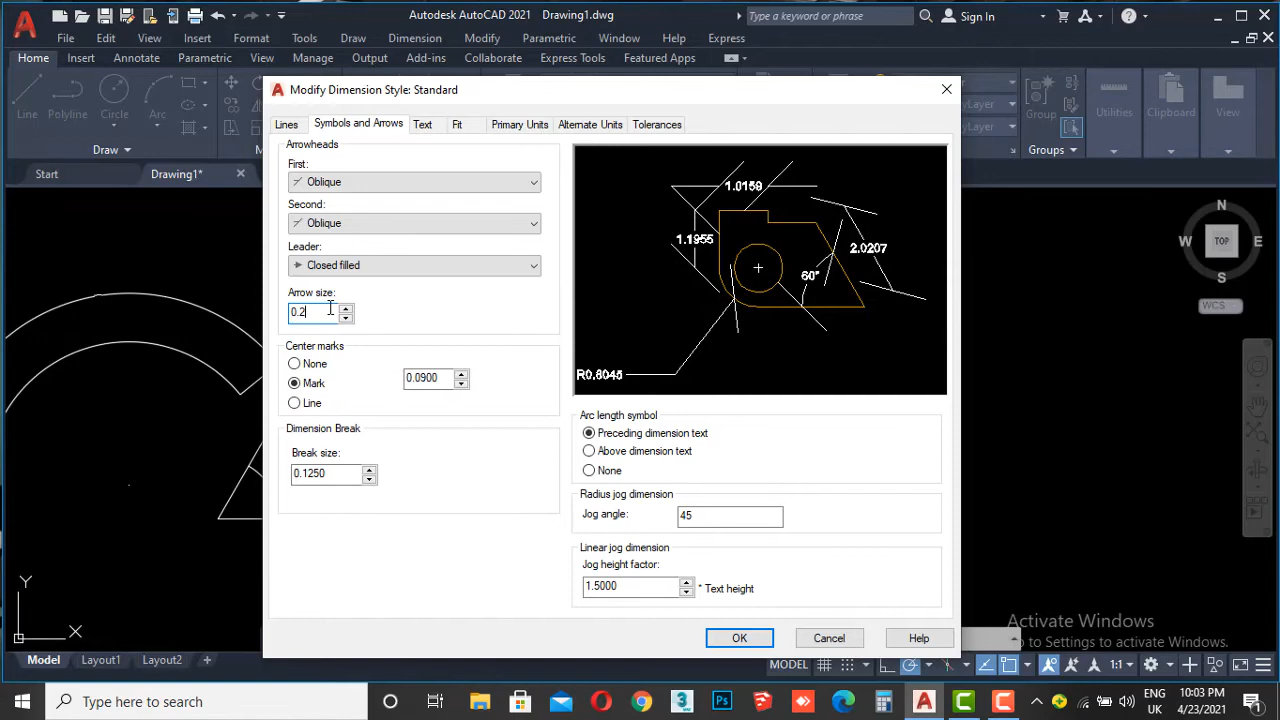 Autodesk AutoCAD 2021 Drawing1.dwg
Type a keyword or phrase
Sign In
File Edit View Insert Format Tools Draw Dimension Modify Parametric Window Help Express
Home Insert Annotate Parametric View Manage Output Add-ins Collaborate Express Tools Featured Apps
Line Polyline Circle Arc
Draw
Group
Groups
Utilities
Clipboard
View
Start
Drawing1*
Modify Dimension Style: Standard
Lines Symbols and Arrows Text Fit Primary Units Alternate Units Tolerances
Arrowheads
First:
Oblique
Second:
Oblique
Leader:
Closed filled
Arrow size:
0.2
Center marks
None
Mark
0.0900
Line
Dimension Break
Break size:
0.1250
1.0159
1.1955
2.0207
60°
R0.8045
Arc length symbol
Preceding dimension text
Above dimension text
None
Radius jog dimension
Jog angle:
45
Linear jog dimension
Jog height factor:
1.5000
* Text height
OK Cancel Help
N
W TOP E
S
WCS
Y
X
Activate Windows
o to Settings to activate Windows.
Model Layout1 Layout2 +
MODEL
1:1
Type here to search
3
Ps
ENG
UK
10:03 PM
4/23/2021